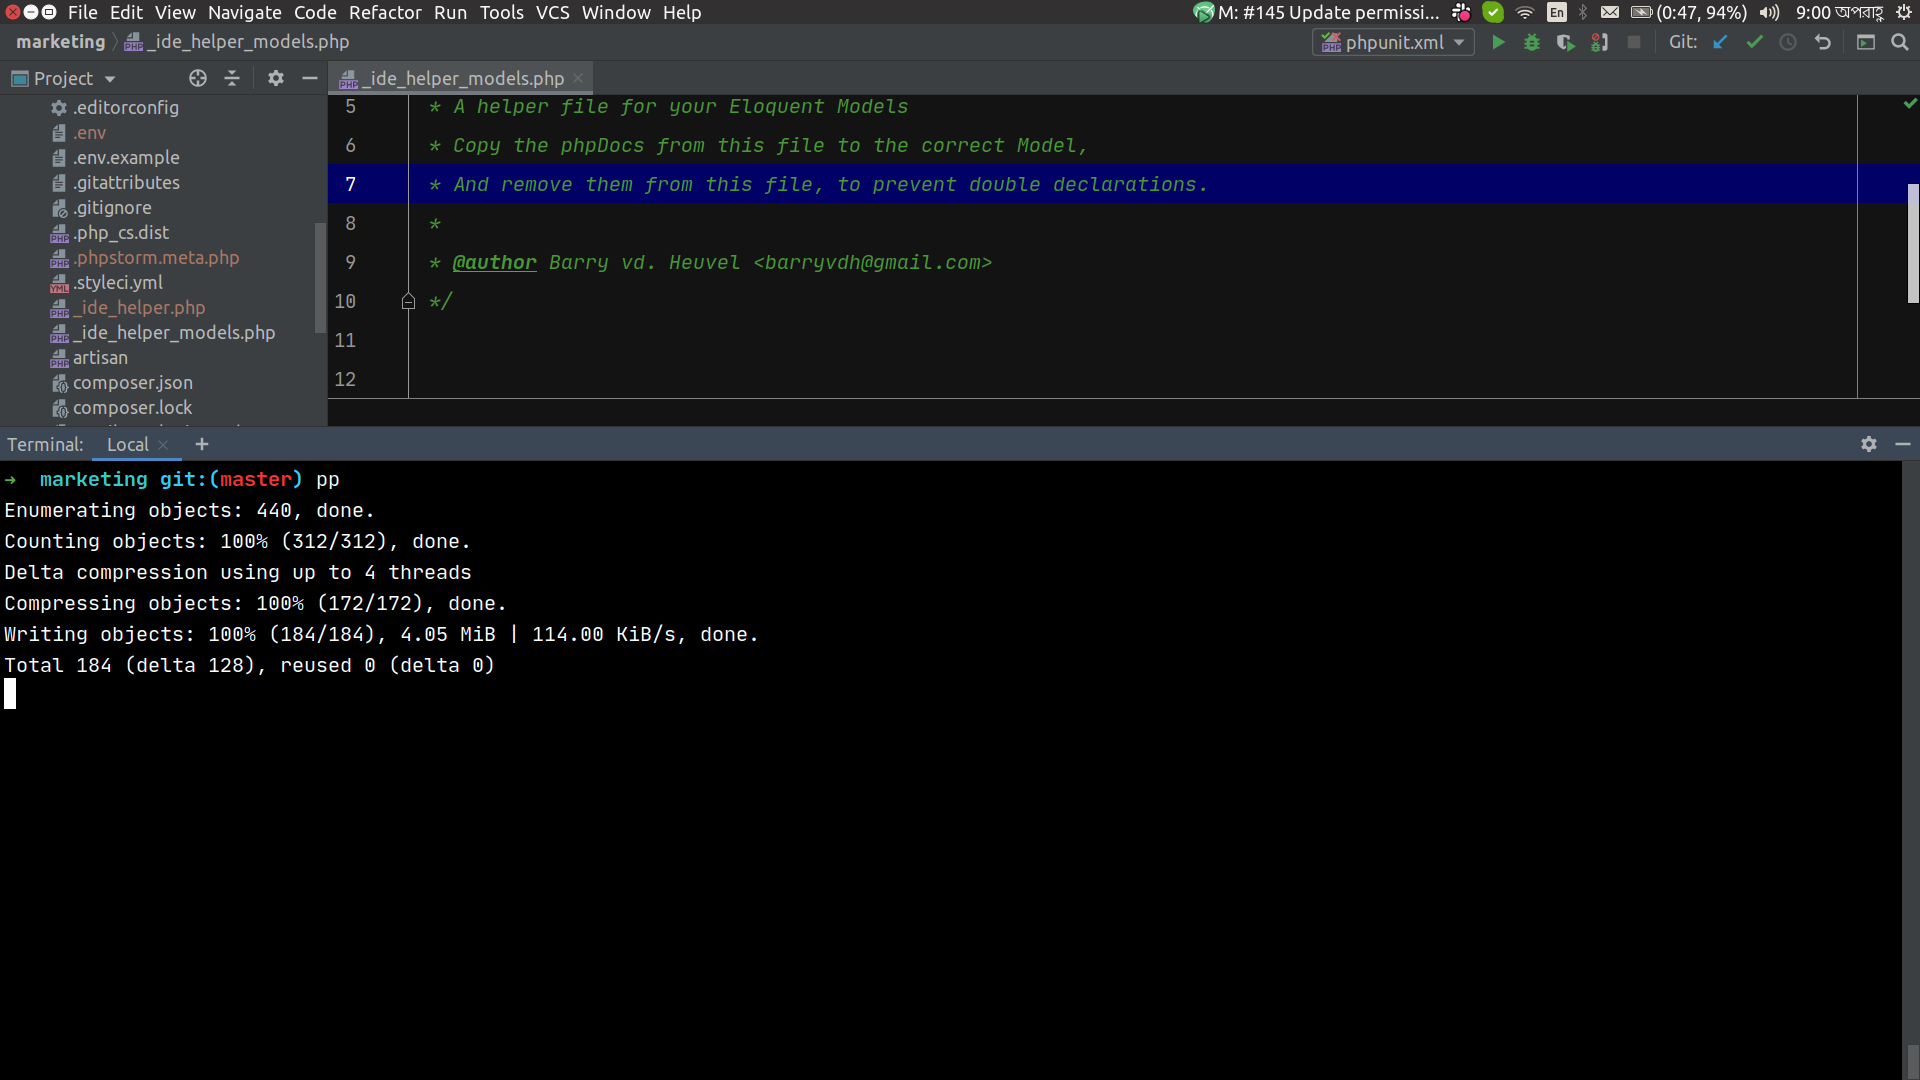 File Edit View Navigate Code Refactor Run Tools VCS Window Help
M: #145 Update permissi... En (0:47, 94%) 9:00 অপরাহ্ণ
marketing _ide_helper_models.php
phpunit.xml Git:
Project
_ide_helper_models.php
.editorconfig
.env
.env.example
.gitattributes
.gitignore
.php_cs.dist
.phpstorm.meta.php
.styleci.yml
_ide_helper.php
_ide_helper_models.php
artisan
composer.json
composer.lock
5 * A helper file for your Eloquent Models
6 * Copy the phpDocs from this file to the correct Model,
7 * And remove them from this file, to prevent double declarations.
8 *
9 * @author Barry vd. Heuvel <barryvdh@gmail.com>
10 */
11
12
Terminal: Local +
→ marketing git:(master) pp
Enumerating objects: 440, done.
Counting objects: 100% (312/312), done.
Delta compression using up to 4 threads
Compressing objects: 100% (172/172), done.
Writing objects: 100% (184/184), 4.05 MiB | 114.00 KiB/s, done.
Total 184 (delta 128), reused 0 (delta 0)